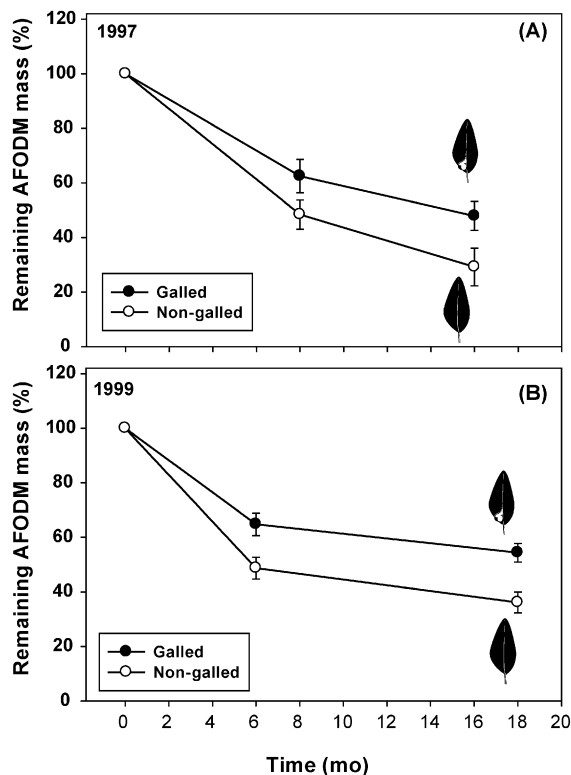 120
1997
(A)
100
80
60
40
20
0
Remaining AFODM mass (%)
Galled
Non-galled
120
1999
(B)
100
80
60
40
20
0
Remaining AFODM mass (%)
Galled
Non-galled
0 2 4 6 8 10 12 14 16 18 20
Time (mo)